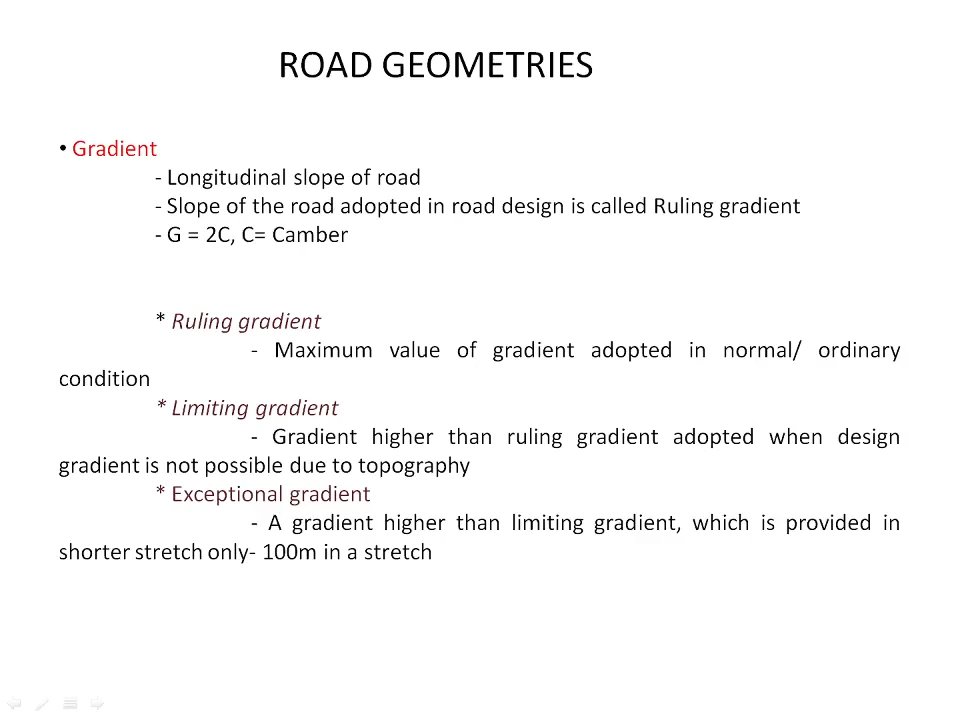 ROAD GEOMETRIES
• Gradient
- Longitudinal slope of road
- Slope of the road adopted in road design is called Ruling gradient
- G = 2C, C= Camber
* Ruling gradient
- Maximum value of gradient adopted in normal/ ordinary
condition
* Limiting gradient
- Gradient higher than ruling gradient adopted when design
gradient is not possible due to topography
* Exceptional gradient
- A gradient higher than limiting gradient, which is provided in
shorter stretch only- 100m in a stretch